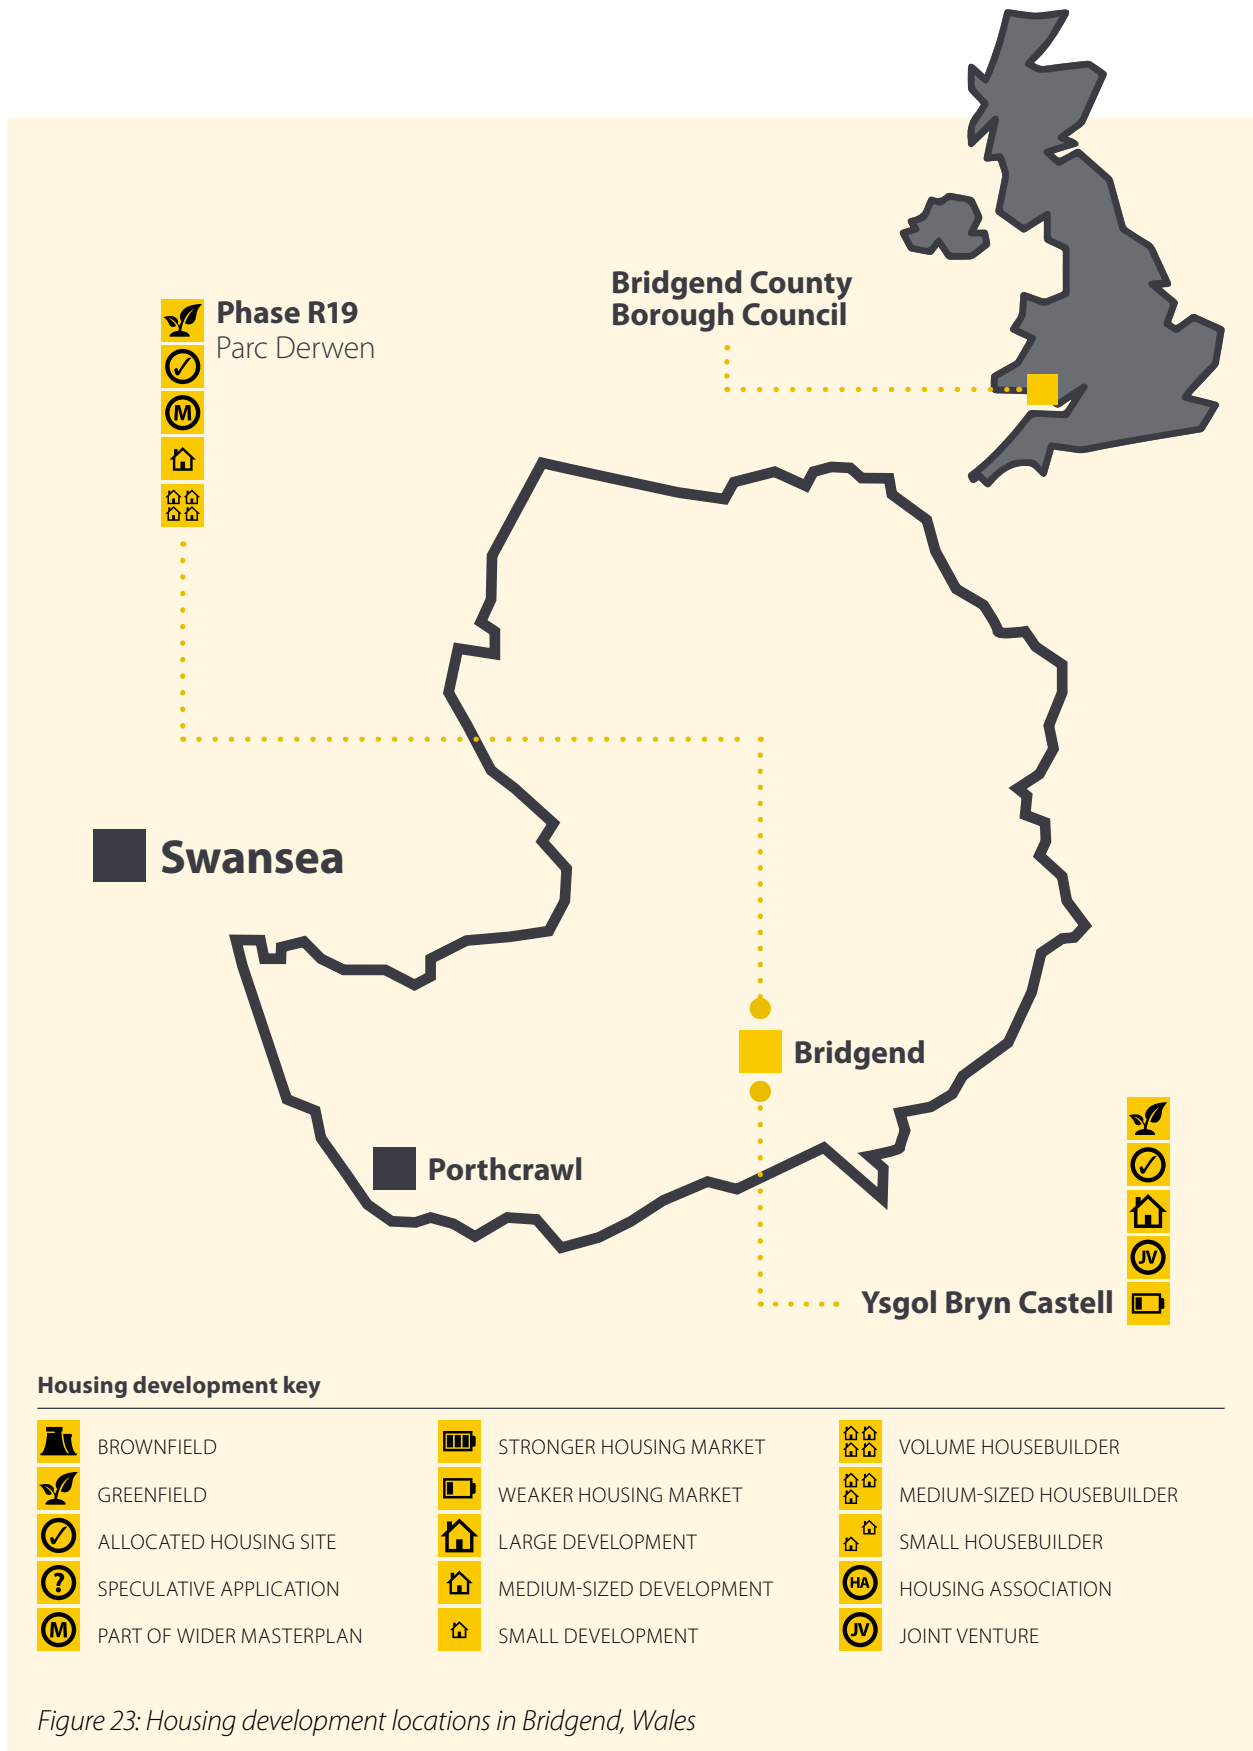 Bridgend County
Borough Council
Phase R19
Parc Derwen
M
Swansea
Bridgend
Porthcrawl
JV
Ysgol Bryn Castell
Housing development key
BROWNFIELD
GREENFIELD
ALLOCATED HOUSING SITE
? SPECULATIVE APPLICATION
M PART OF WIDER MASTERPLAN
STRONGER HOUSING MARKET
WEAKER HOUSING MARKET
LARGE DEVELOPMENT
MEDIUM-SIZED DEVELOPMENT
SMALL DEVELOPMENT
VOLUME HOUSEBUILDER
MEDIUM-SIZED HOUSEBUILDER
SMALL HOUSEBUILDER
HA HOUSING ASSOCIATION
JV JOINT VENTURE
Figure 23: Housing development locations in Bridgend, Wales